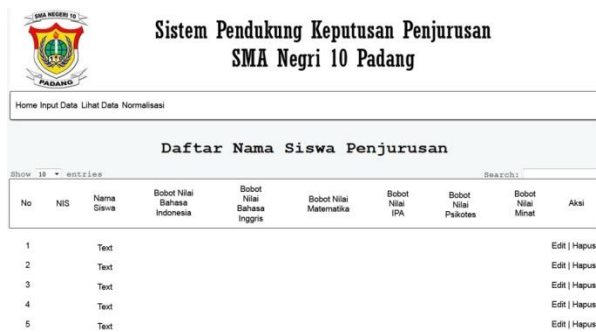 SMA NEGERI 10
PADANG
Sistem Pendukung Keputusan Penjurusan
SMA Negri 10 Padang
Home Input Data Lihat Data Normalisasi
Daftar Nama Siswa Penjurusan
Show 10 entries
Search:
No NIS Nama Siswa Bobot Nilai Bahasa Indonesia Bobot Nilai Bahasa Inggris Bobot Nilai Matematika Bobot Nilai IPA Bobot Nilai Psikotes Bobot Nilai Minat Aksi
1 Text Edit | Hapus
2 Text Edit | Hapus
3 Text Edit | Hapus
4 Text Edit | Hapus
5 Text Edit | Hapus